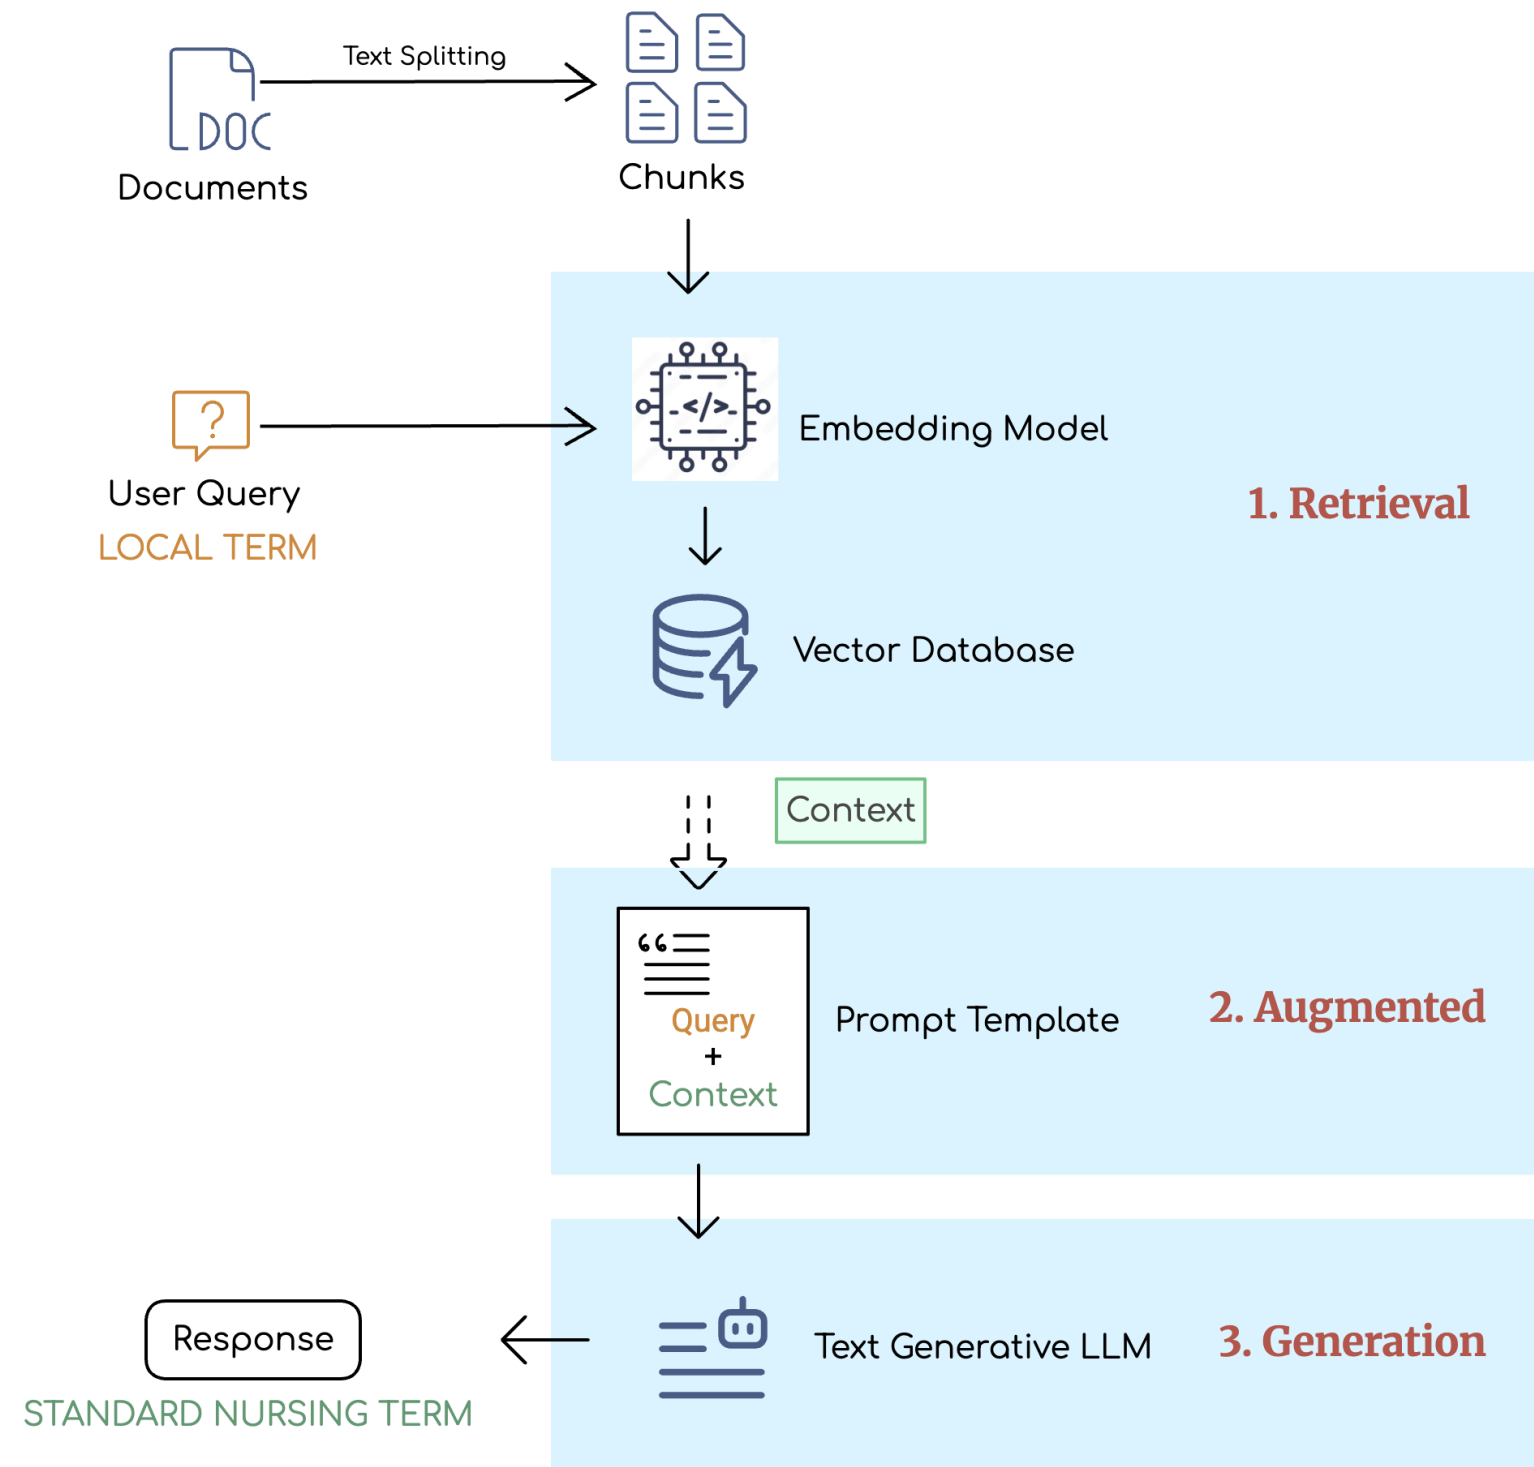 Text Splitting
DOC
Documents
Chunks
</>
Embedding Model
?
User Query
LOCAL TERM
1. Retrieval
Vector Database
Context
“
Query
+
Context
Prompt Template
2. Augmented
Response
STANDARD NURSING TERM
Text Generative LLM
3. Generation